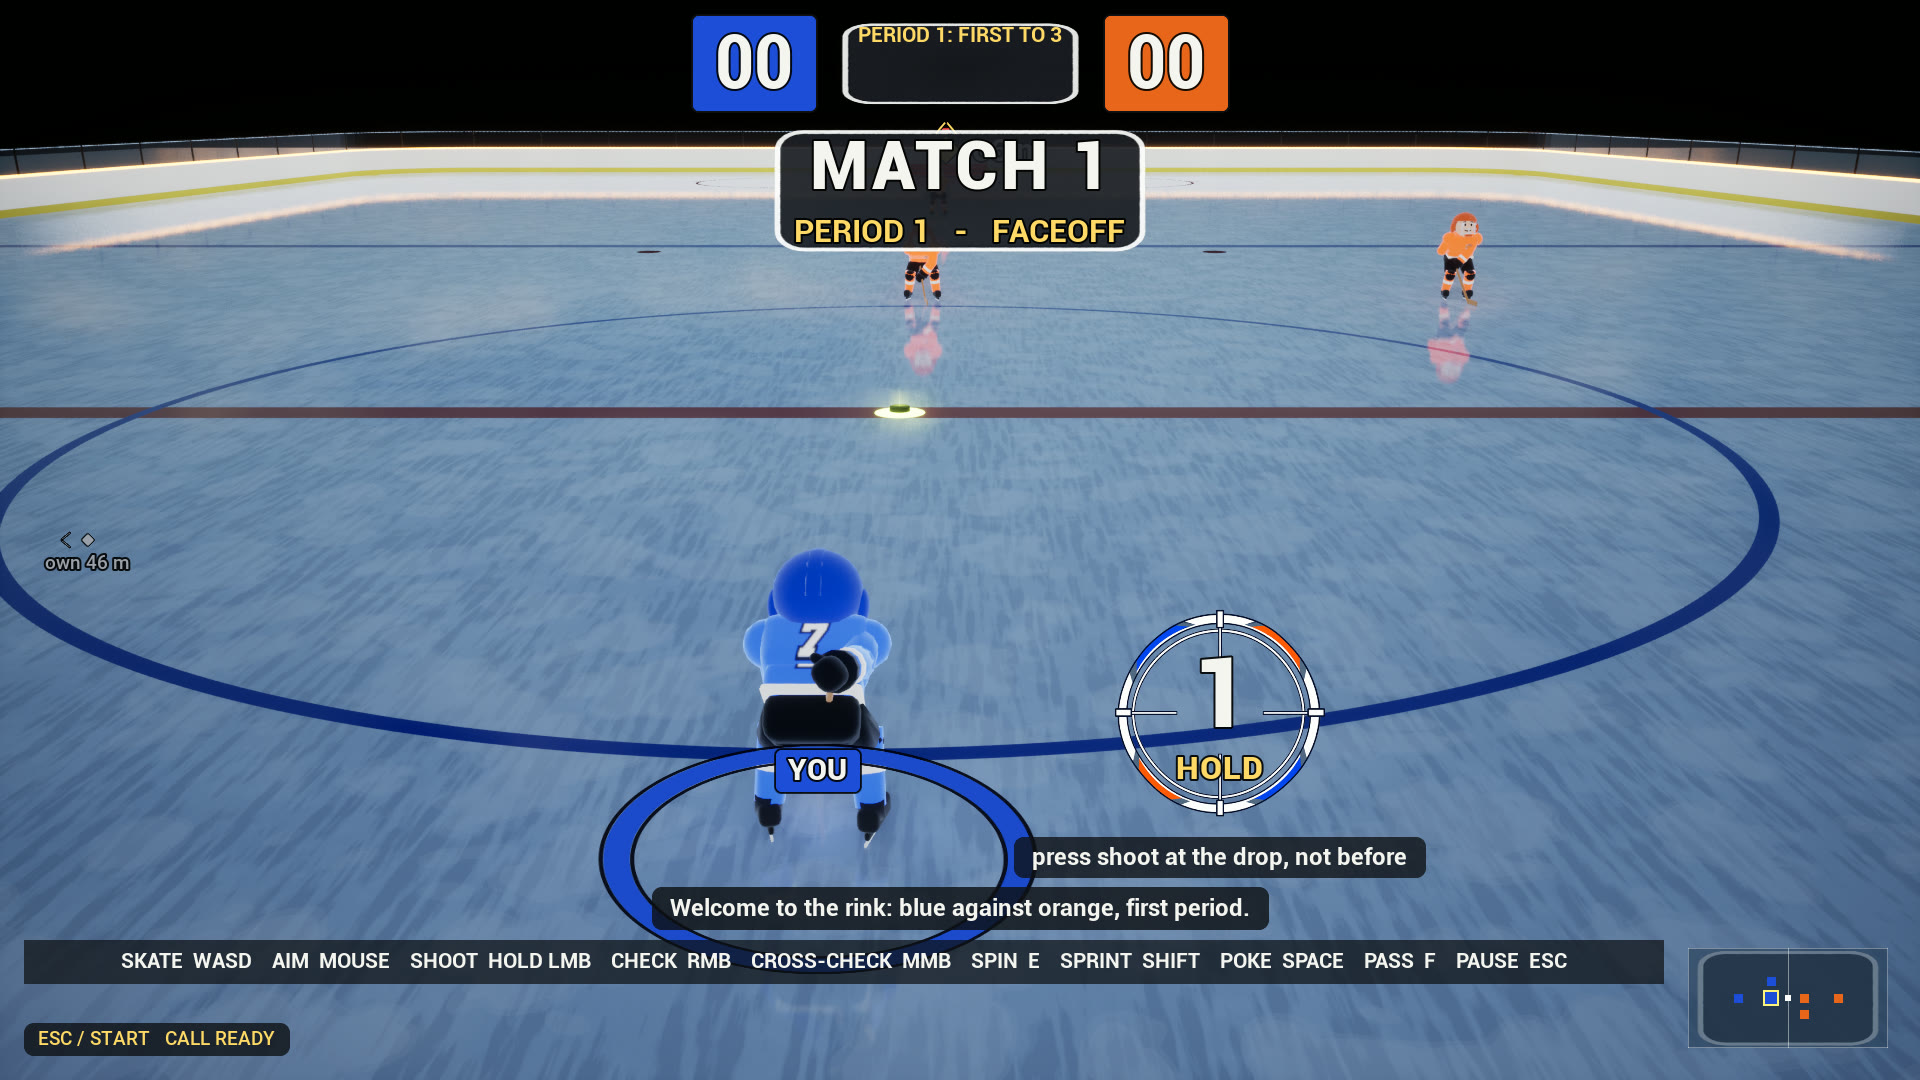 00
PERIOD 1: FIRST TO 3
00
MATCH 1
PERIOD 1 - FACEOFF
own 46 m
7
1
HOLD
YOU
press shoot at the drop, not before
Welcome to the rink: blue against orange, first period.
SKATE WASD AIM MOUSE SHOOT HOLD LMB CHECK RMB CROSS-CHECK MMB SPIN E SPRINT SHIFT POKE SPACE PASS F PAUSE ESC
ESC / START CALL READY